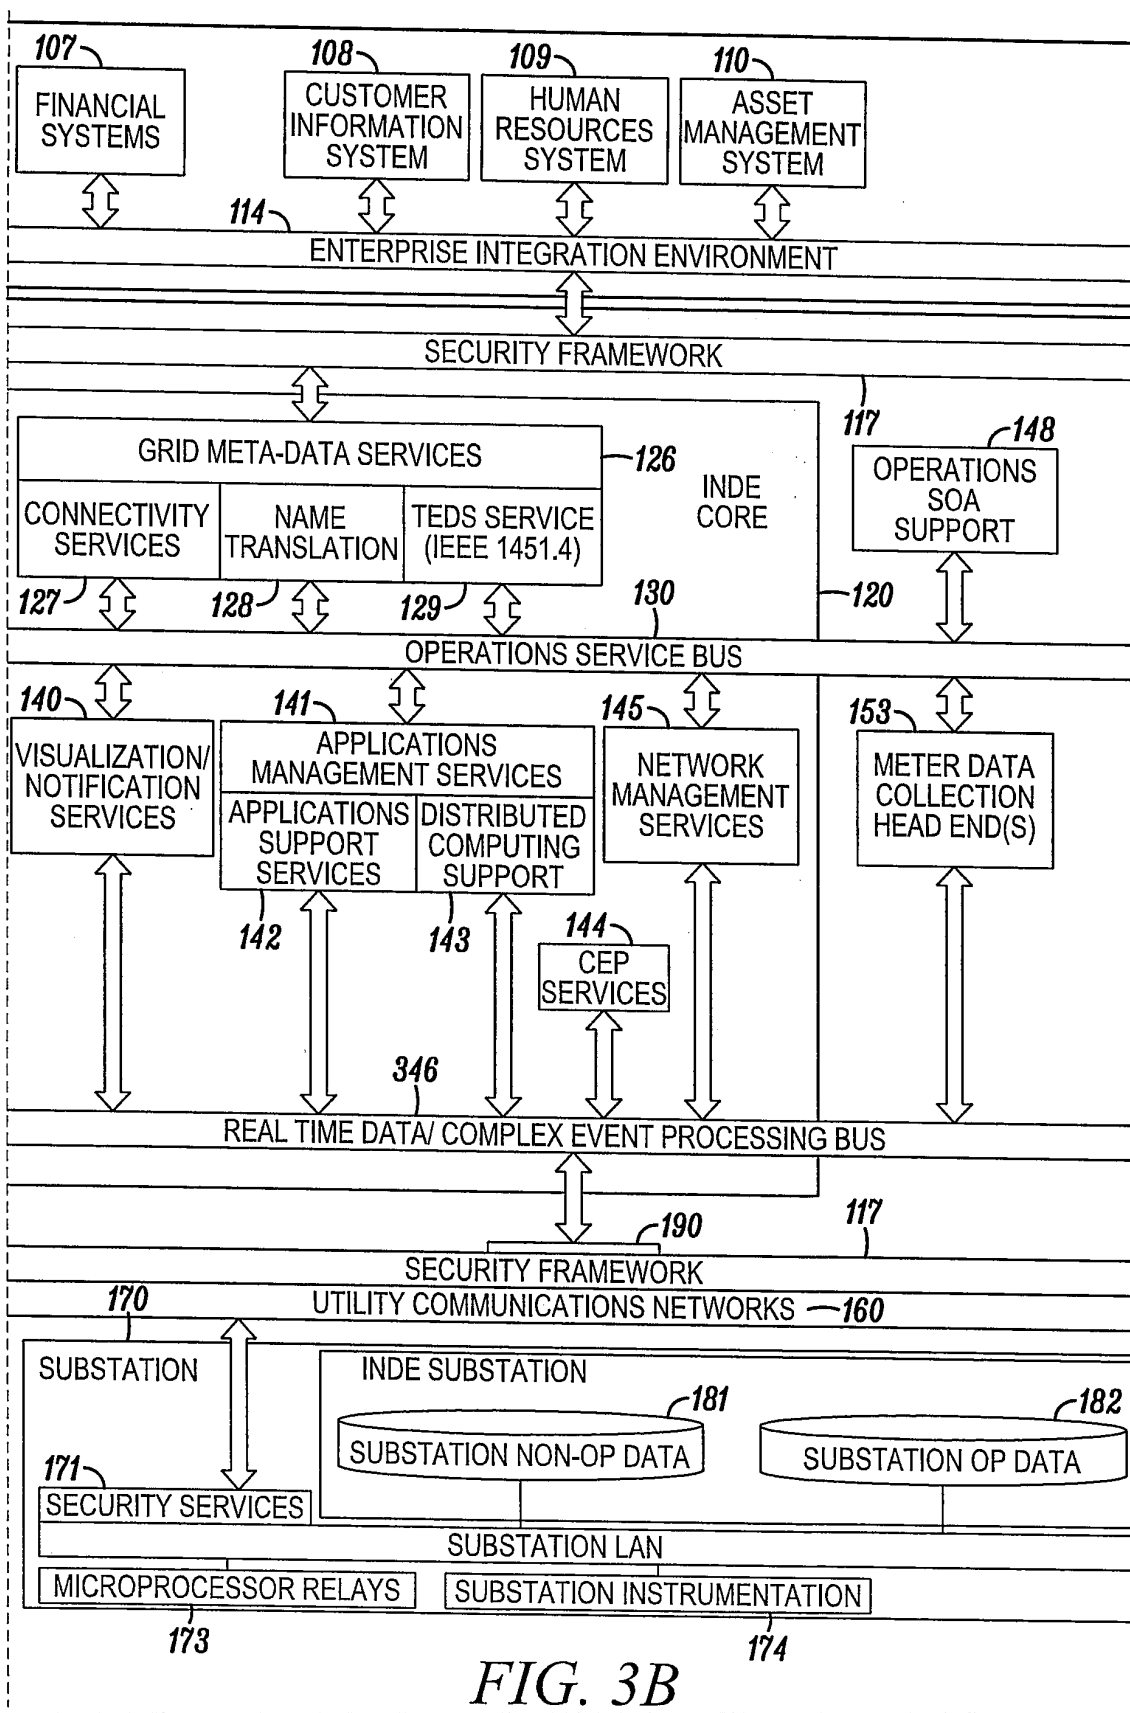 107
FINANCIAL
SYSTEMS
108
CUSTOMER
INFORMATION
SYSTEM
109
HUMAN
RESOURCES
SYSTEM
110
ASSET
MANAGEMENT
SYSTEM
114
ENTERPRISE INTEGRATION ENVIRONMENT
SECURITY FRAMEWORK
117
GRID META-DATA SERVICES
126
CONNECTIVITY
SERVICES
NAME
TRANSLATION
TEDS SERVICE
(IEEE 1451.4)
127
128
129
INDE
CORE
120
148
OPERATIONS
SOA
SUPPORT
130
OPERATIONS SERVICE BUS
140
VISUALIZATION/
NOTIFICATION
SERVICES
141
APPLICATIONS
MANAGEMENT SERVICES
APPLICATIONS
SUPPORT
SERVICES
DISTRIBUTED
COMPUTING
SUPPORT
142
143
145
NETWORK
MANAGEMENT
SERVICES
153
METER DATA
COLLECTION
HEAD END(S)
144
CEP
SERVICES
346
REAL TIME DATA/ COMPLEX EVENT PROCESSING BUS
190
117
SECURITY FRAMEWORK
UTILITY COMMUNICATIONS NETWORKS 160
170
SUBSTATION
INDE SUBSTATION
181
SUBSTATION NON-OP DATA
182
SUBSTATION OP DATA
171
SECURITY SERVICES
SUBSTATION LAN
MICROPROCESSOR RELAYS
SUBSTATION INSTRUMENTATION
173
174
FIG. 3B